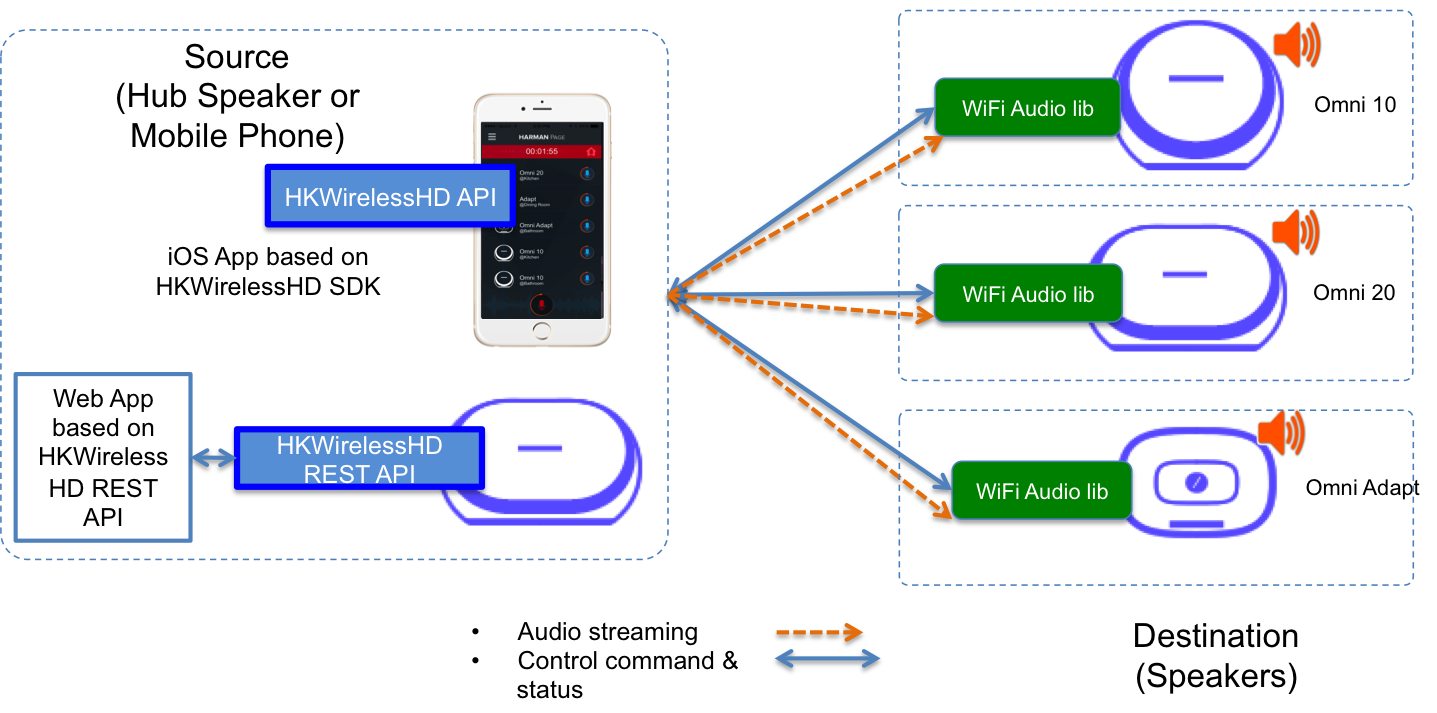 Source
(Hub Speaker or
Mobile Phone)
HKWirelessHD API
iOS App based on
HKWirelessHD SDK
HARMAN PAGE
00:01:55
Omni 20
@Kitchen
Adapt
@Dining Room
Omni Adapt
@Bathroom
Omni 10
@Kitchen
Omni 10
@Bathroom
Web App
based on
HKWireless
HD REST
API
HKWirelessHD
REST API
WiFi Audio lib
Omni 10
WiFi Audio lib
Omni 20
WiFi Audio lib
Omni Adapt
• Audio streaming
• Control command &
status
Destination
(Speakers)